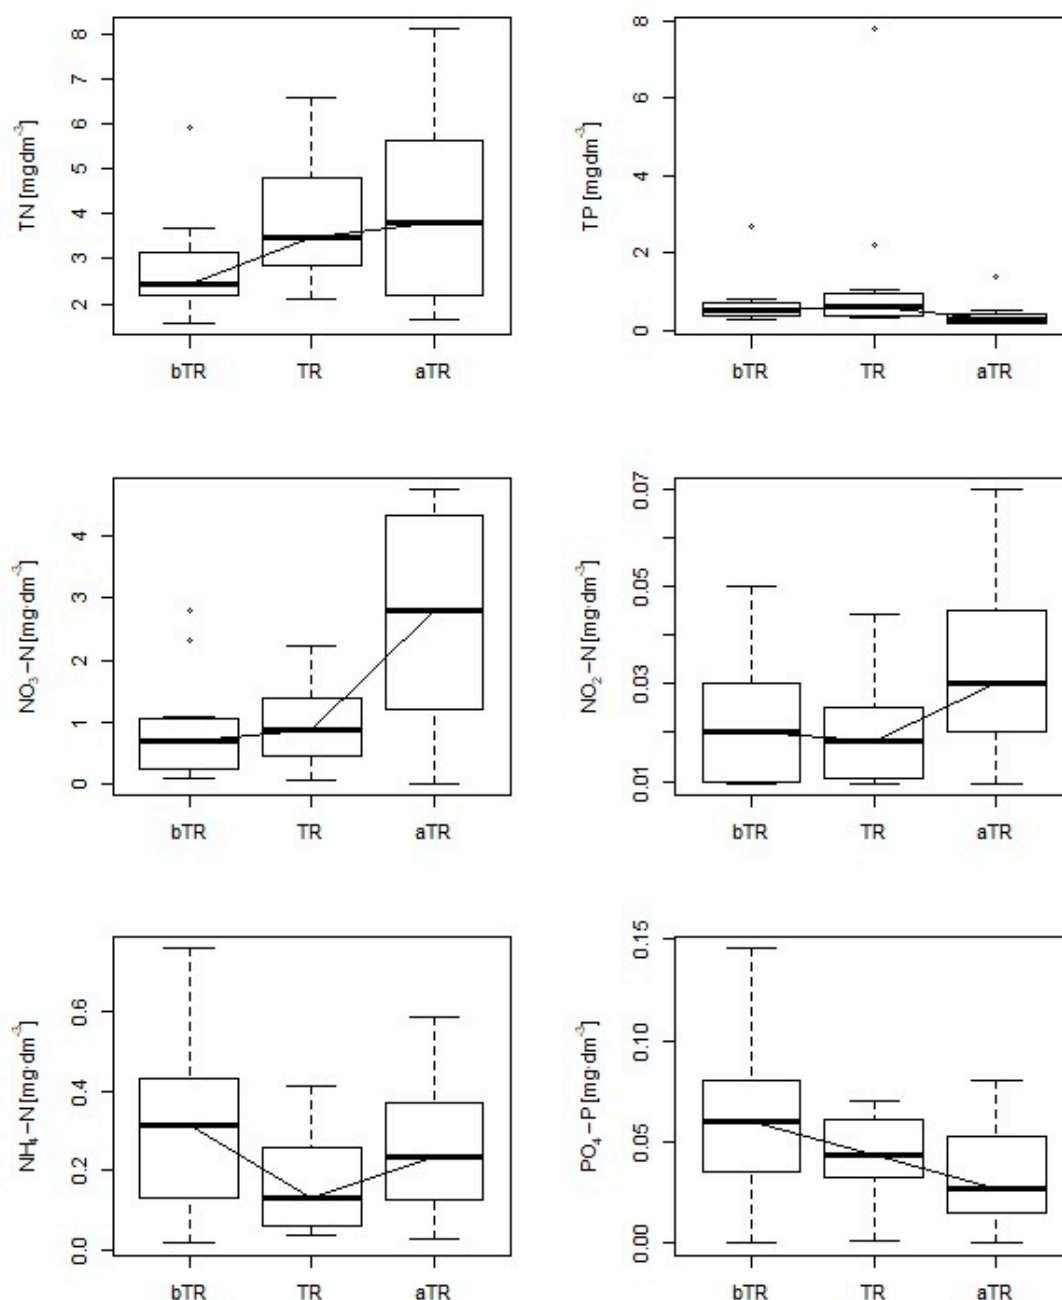 TN [mgdm⁻³]
8
7
6
5
4
3
2
bTR TR aTR
TP [mgdm⁻³]
8
6
4
2
0
bTR TR aTR
NO₃−N[mg·dm⁻³]
4
3
2
1
0
bTR TR aTR
NO₂−N[mg·dm⁻³]
0.07
0.05
0.03
0.01
bTR TR aTR
NH₄−N[mg·dm⁻³]
0.6
0.4
0.2
0.0
bTR TR aTR
PO₄−P[mg·dm⁻³]
0.15
0.10
0.05
0.00
bTR TR aTR